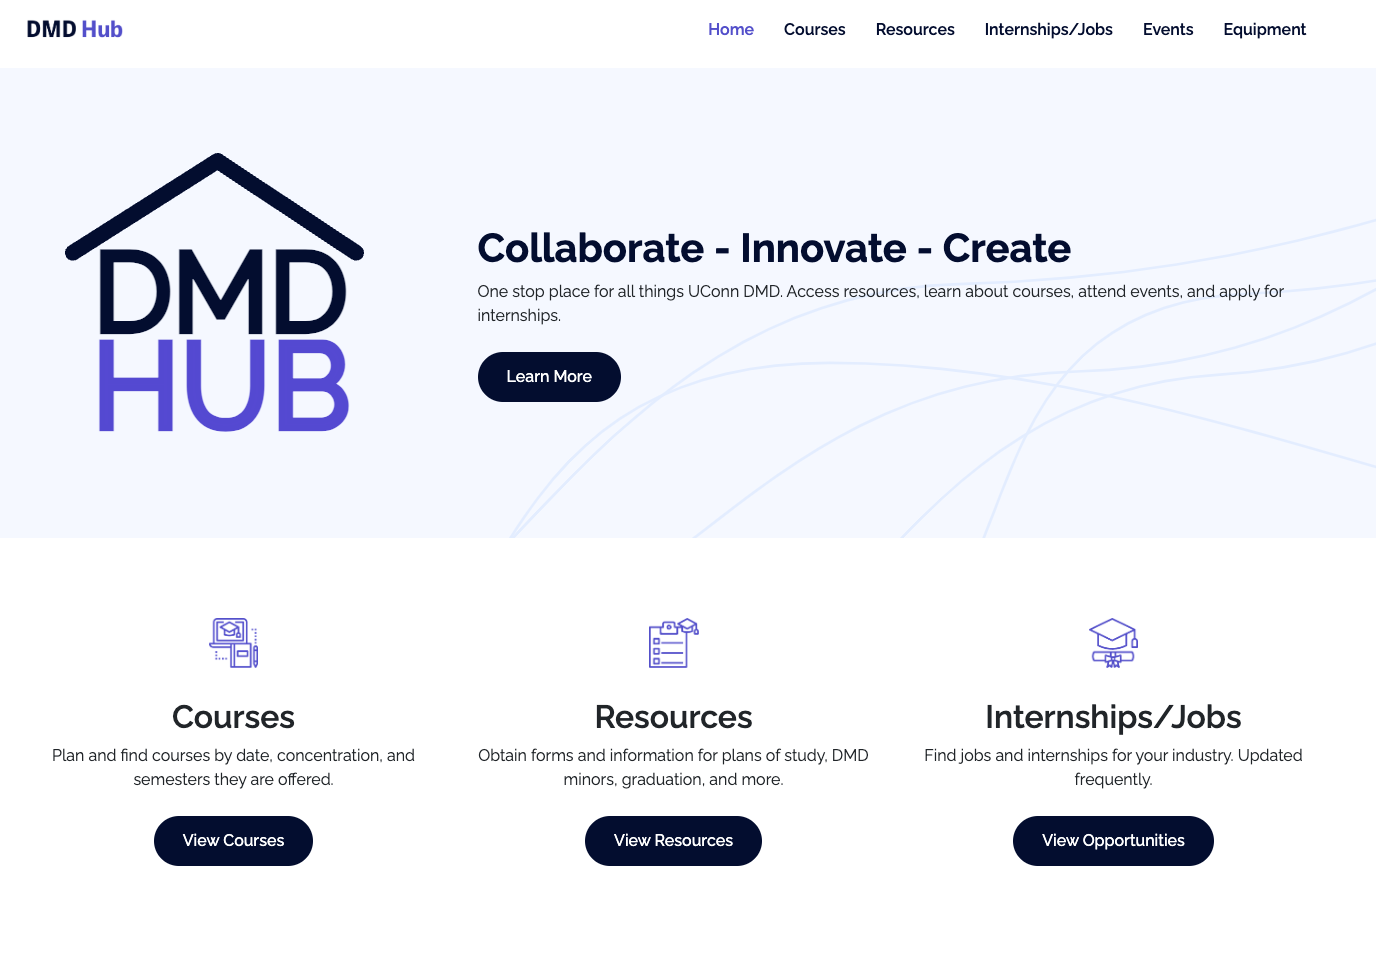 DMD Hub
Home Courses Resources Internships/Jobs Events Equipment
DMD
HUB
Collaborate - Innovate - Create
One stop place for all things UConn DMD. Access resources, learn about courses, attend events, and apply for
internships.
Learn More
Courses
Plan and find courses by date, concentration, and
semesters they are offered.
View Courses
Resources
Obtain forms and information for plans of study, DMD
minors, graduation, and more.
View Resources
Internships/Jobs
Find jobs and internships for your industry. Updated
frequently.
View Opportunities